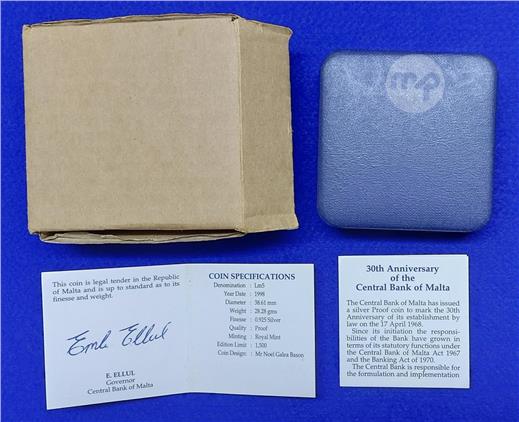 mp
This coin is legal tender in the Republic
of Malta and is up to standard as to its
finesse and weight.
Emle Ellul
E. ELLUL
Governor
Central Bank of Malta
COIN SPECIFICATIONS
Denomination : Lm5
Year Date : 1998
Diameter : 38.61 mm
Weight : 28.28 gms
Finesse : 0.925 Silver
Quality : Proof
Minting : Royal Mint
Edition Limit : 1,500
Coin Design : Mr Noel Galea Bason
30th Anniversary
of the
Central Bank of Malta
The Central Bank of Malta has issued
a silver Proof coin to mark the 30th
Anniversary of its establishment by
law on the 17 April 1968.
Since its initiation the responsi-
bilities of the Bank have grown in
terms of its statutory functions under
the Central Bank of Malta Act 1967
and the Banking Act of 1970.
The Central Bank is responsible for
the formulation and implementation